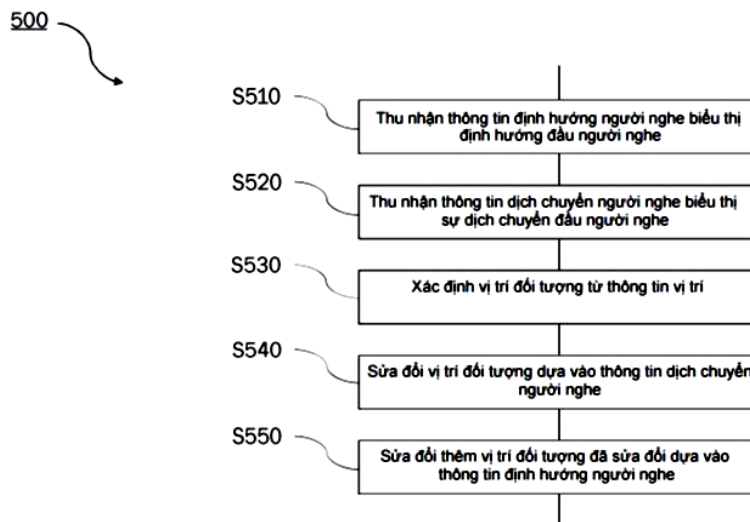 500
S510
Thu nhận thông tin định hướng người nghe biểu thị
định hướng đầu người nghe
S520
Thu nhận thông tin dịch chuyển người nghe biểu thị
sự dịch chuyển đầu người nghe
S530
Xác định vị trí đối tượng từ thông tin vị trí
S540
Sửa đổi vị trí đối tượng dựa vào thông tin dịch chuyển
người nghe
S550
Sửa đổi thêm vị trí đối tượng đã sửa đổi dựa vào
thông tin định hướng người nghe